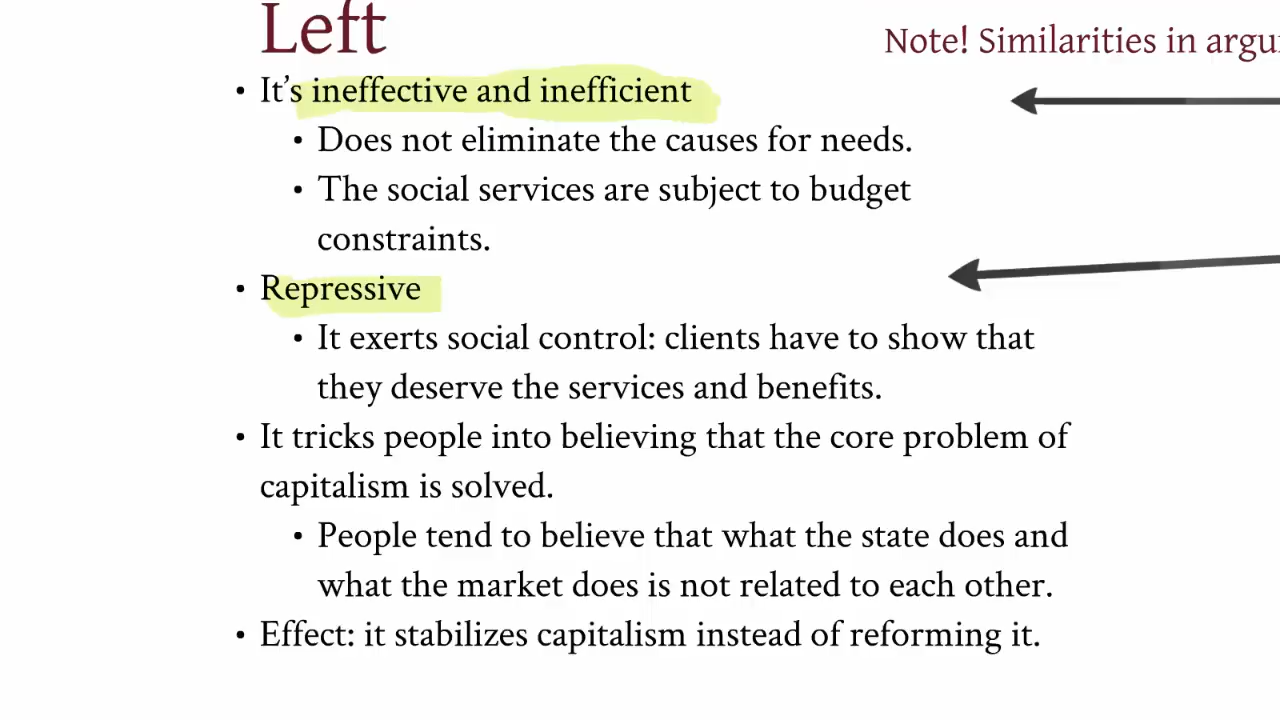 Left
Note! Similarities in
• It’s ineffective and inefficient
• Does not eliminate the causes for needs.
• The social services are subject to budget
constraints.
• Repressive
• It exerts social control: clients have to show that
they deserve the services and benefits.
• It tricks people into believing that the core problem of
capitalism is solved.
• People tend to believe that what the state does and
what the market does is not related to each other.
• Effect: it stabilizes capitalism instead of reforming it.